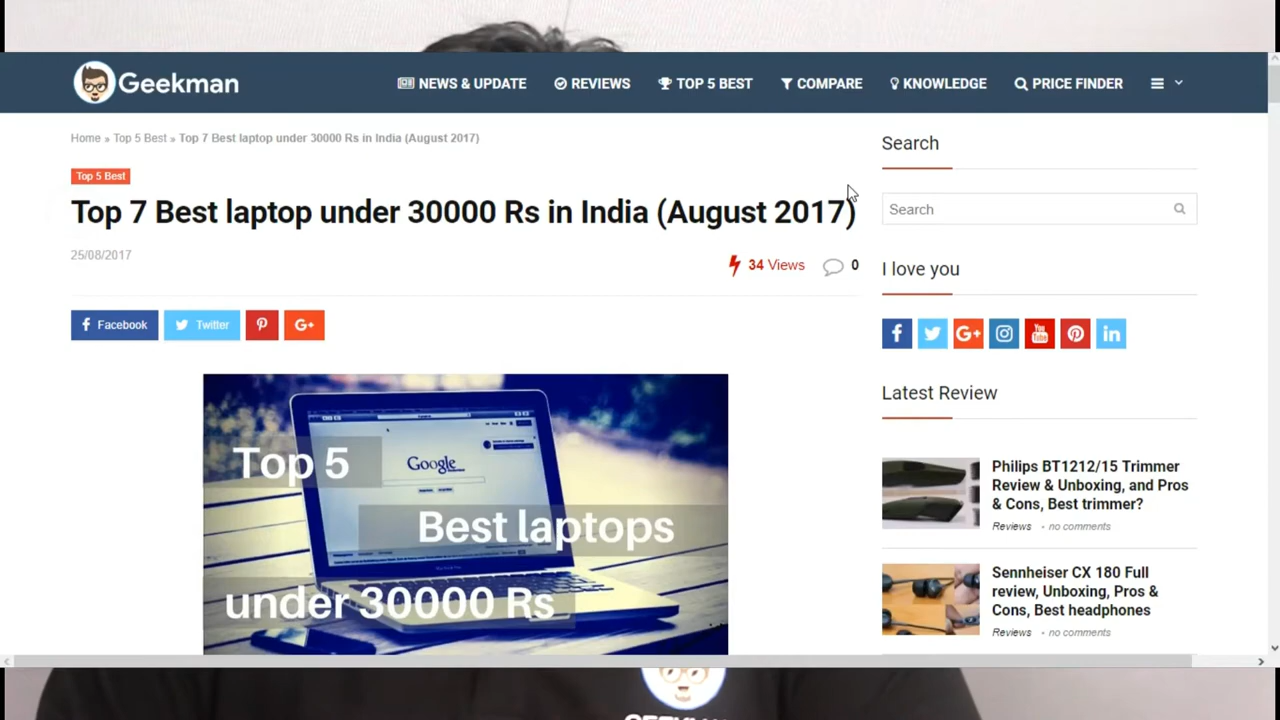 Geekman
NEWS & UPDATE
REVIEWS
TOP 5 BEST
COMPARE
KNOWLEDGE
PRICE FINDER
Home » Top 5 Best » Top 7 Best laptop under 30000 Rs in India (August 2017)
Top 5 Best
Top 7 Best laptop under 30000 Rs in India (August 2017)
25/08/2017
34 Views
0
Facebook
Twitter
G+
Top 5
Google
Best laptops
under 30000 Rs
Search
Search
I love you
f
G+
You Tube
in
Latest Review
Philips BT1212/15 Trimmer
Review & Unboxing, and Pros
& Cons, Best trimmer?
Reviews • no comments
Sennheiser CX 180 Full
review, Unboxing, Pros &
Cons, Best headphones
Reviews • no comments